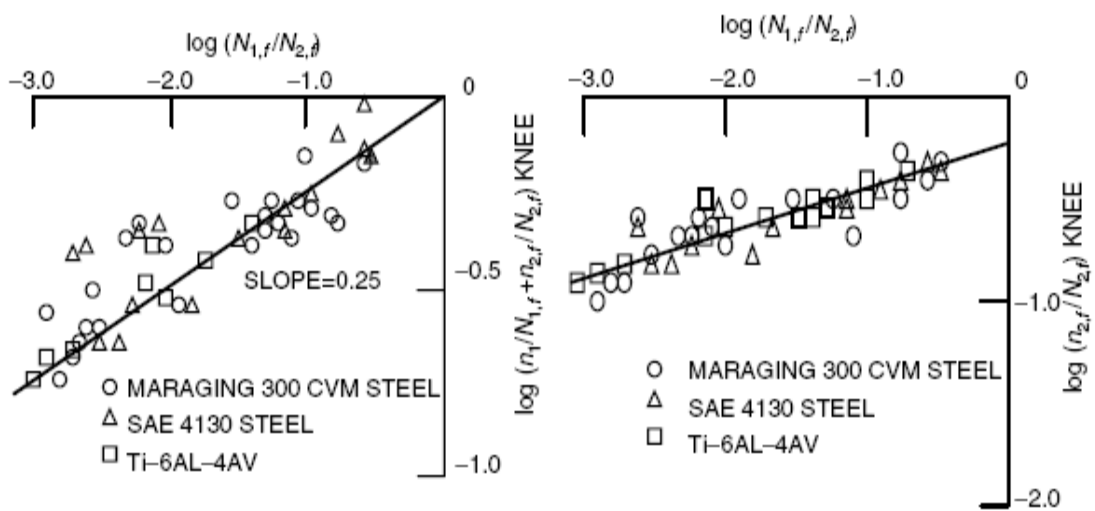 log (N1,f/N2,f)
−3.0 −2.0 −1.0 0
log (n1/N1,f+n2,f/N2,f) KNEE
−0.5
SLOPE=0.25
MARAGING 300 CVM STEEL
SAE 4130 STEEL
Ti−6AL−4AV
−1.0
log (N1,f/N2,f)
−3.0 −2.0 −1.0 0
log (n2,f/N2,f) KNEE
−1.0
MARAGING 300 CVM STEEL
SAE 4130 STEEL
Ti−6AL−4AV
−2.0